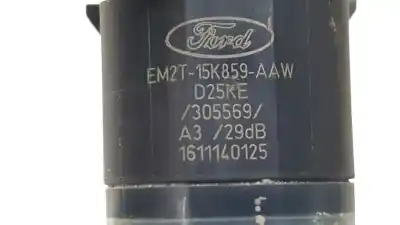 Ford
EM2T-15K859-AAW
D25KE
/305569/
A3 /29dB
1611140125